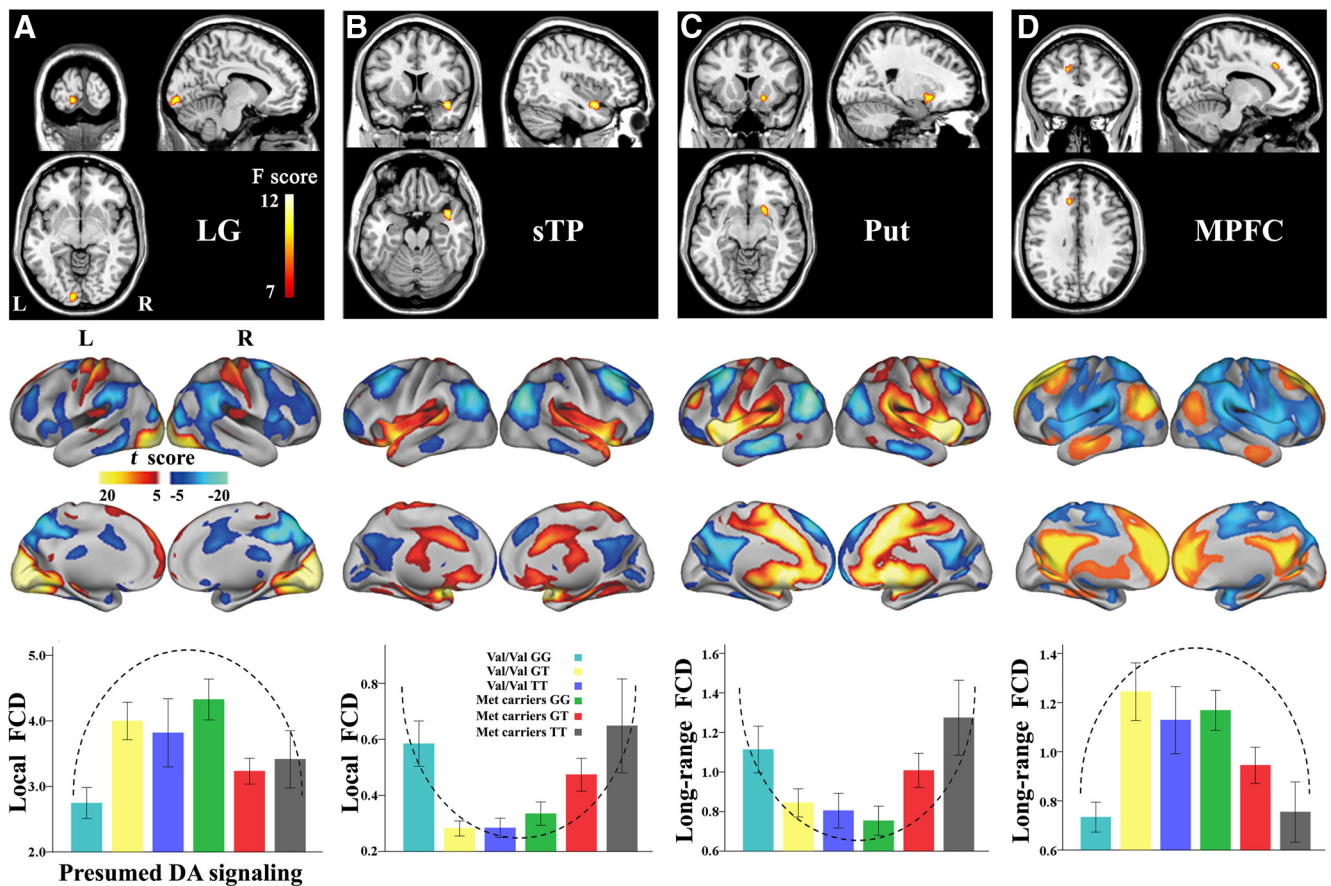 A
B
C
D
F score
12
7
L
R
LG
sTP
Put
MPFC
L
R
t score
20
5
-5
-20
Local FCD
5.0
4.0
3.0
2.0
Presumed DA signaling
Local FCD
0.8
0.6
0.4
0.2
Val/Val GG
Val/Val GT
Val/Val TT
Met carriers GG
Met carriers GT
Met carriers TT
Long-range FCD
1.6
1.4
1.2
1.0
0.8
0.6
Long-range FCD
1.4
1.2
1.0
0.8
0.6